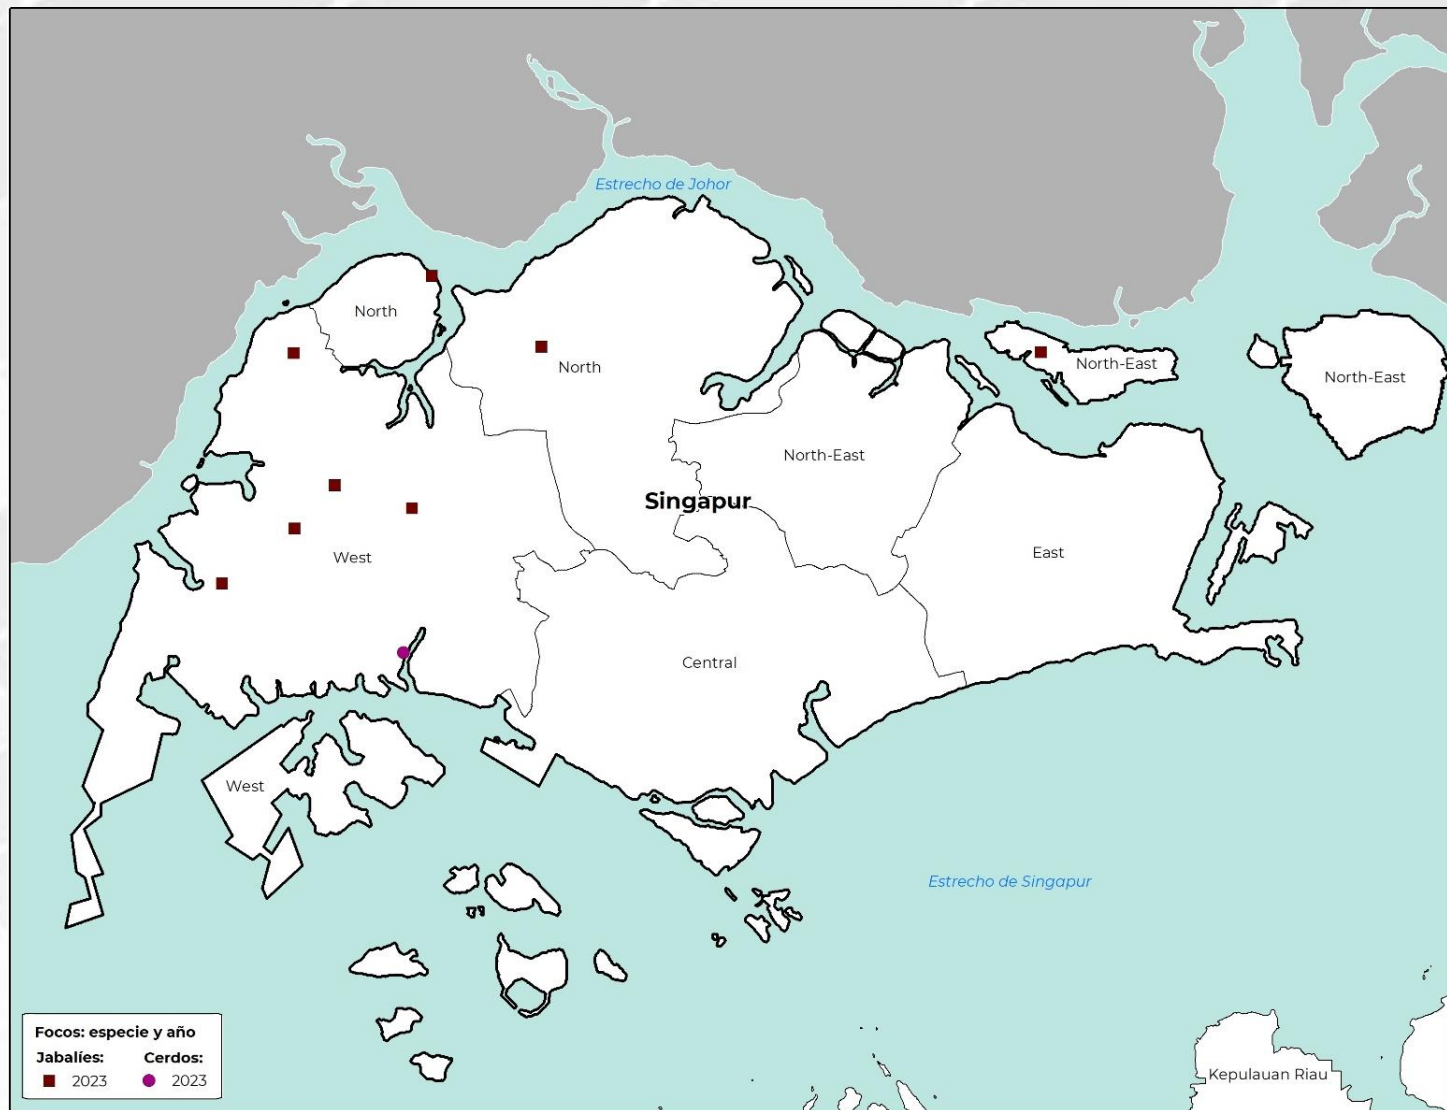 Estrecho de Johor
North
North
North-East
North-East
North-East
Singapur
West
East
Central
West
Estrecho de Singapur
Focos: especie y año
Jabalíes: Cerdos:
2023 2023
Kepulauan Riau